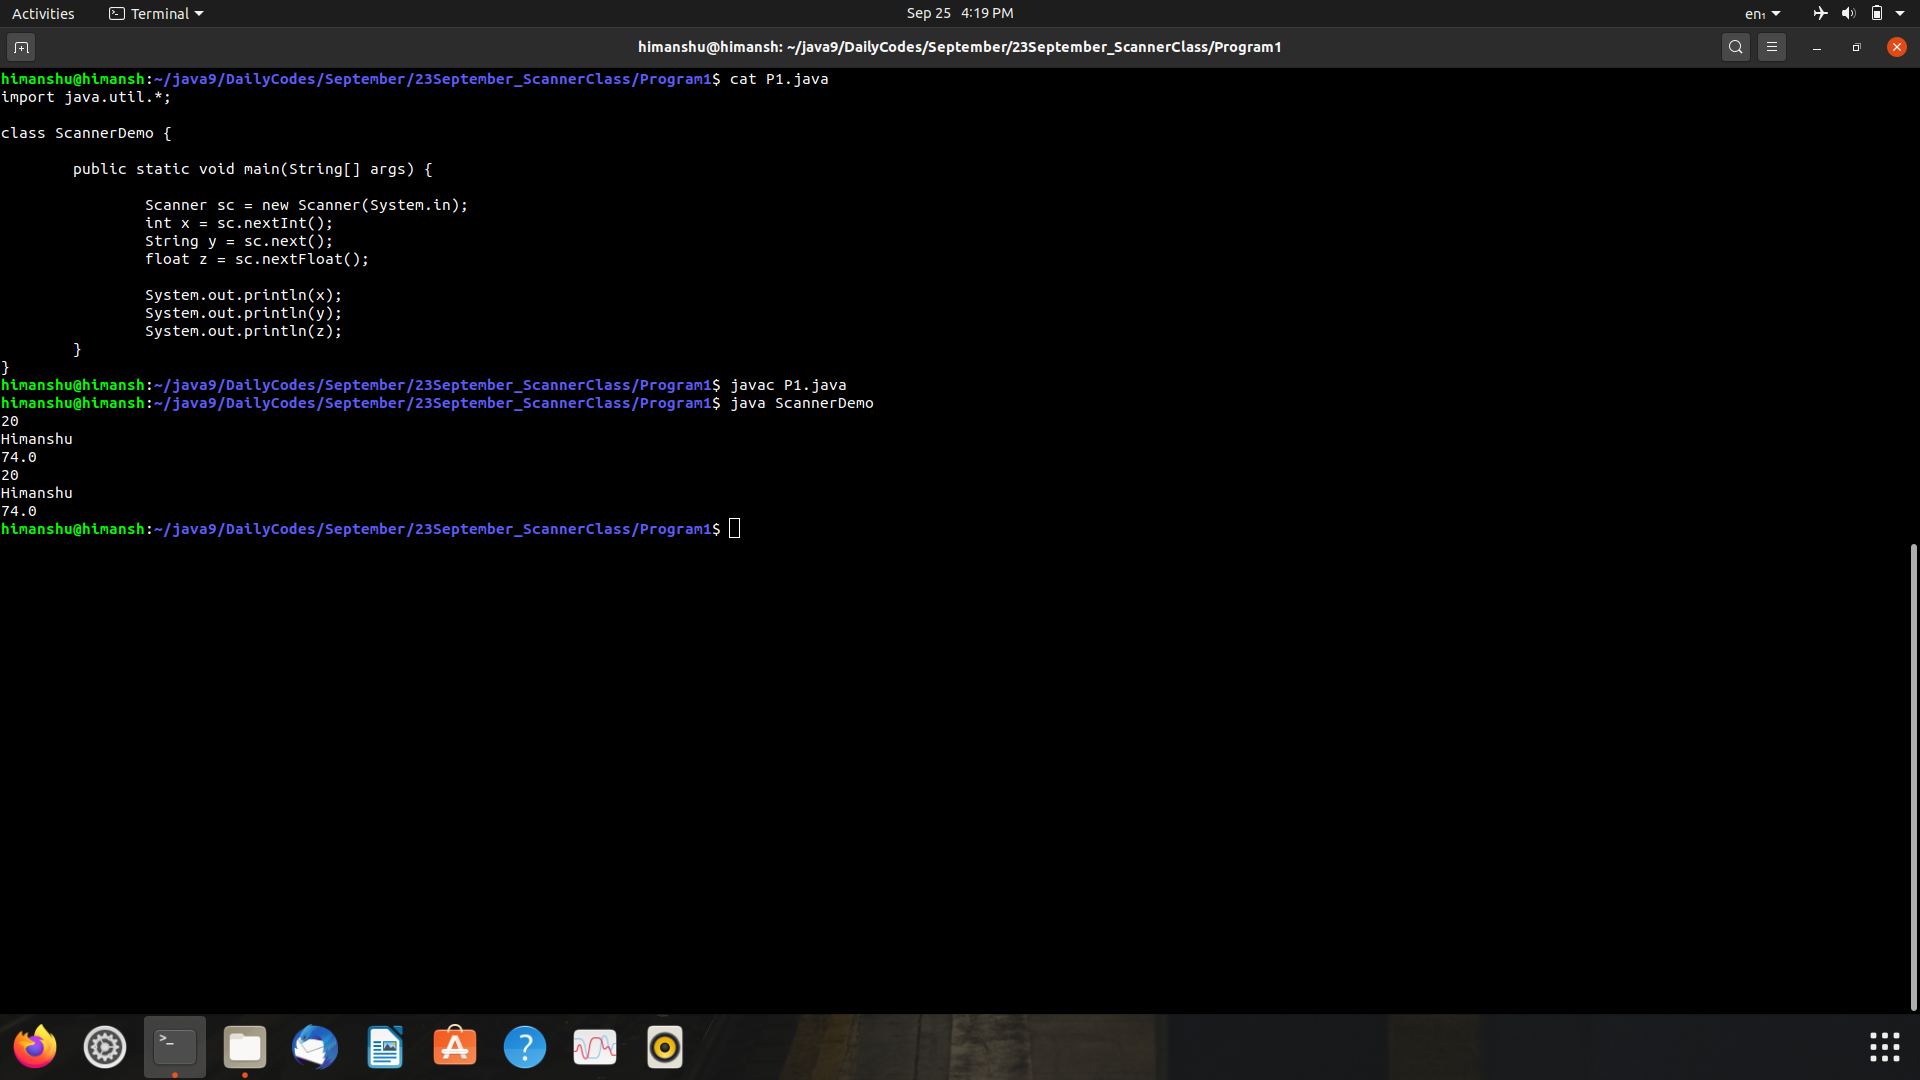 Activities Terminal Sep 25 4:19 PM en₁
himanshu@himansh: ~/java9/DailyCodes/September/23September_ScannerClass/Program1
himanshu@himansh:~/java9/DailyCodes/September/23September_ScannerClass/Program1$ cat P1.java
import java.util.*;
class ScannerDemo {
public static void main(String[] args) {
Scanner sc = new Scanner(System.in);
int x = sc.nextInt();
String y = sc.next();
float z = sc.nextFloat();
System.out.println(x);
System.out.println(y);
System.out.println(z);
}
}
himanshu@himansh:~/java9/DailyCodes/September/23September_ScannerClass/Program1$ javac P1.java
himanshu@himansh:~/java9/DailyCodes/September/23September_ScannerClass/Program1$ java ScannerDemo
20
Himanshu
74.0
20
Himanshu
74.0
himanshu@himansh:~/java9/DailyCodes/September/23September_ScannerClass/Program1$